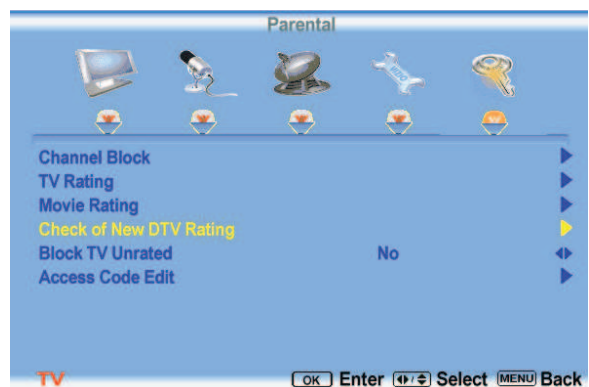 Parental
Channel Block
TV Rating
Movie Rating
Check of New DTV Rating
Block TV Unrated No
Access Code Edit
TV OK Enter Select MENU Back